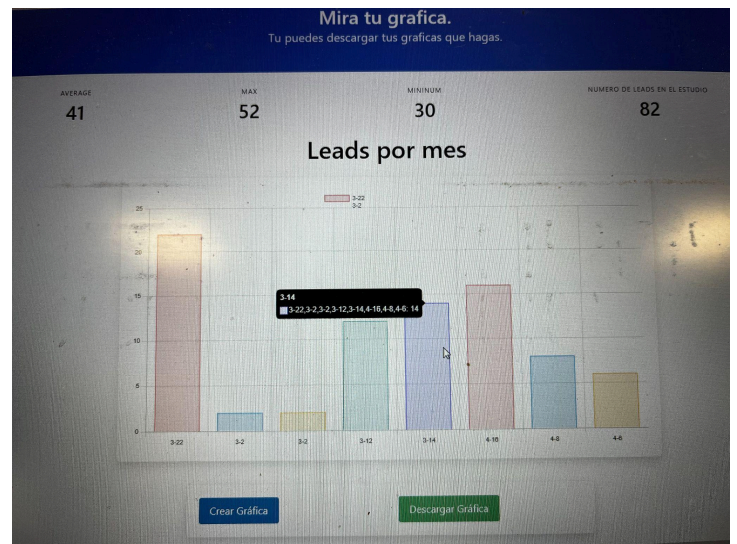 Mira tu grafica.
Tu puedes descargar tus graficas que hagas.
AVERAGE
41
MAX
52
MININUM
30
NUMERO DE LEADS EN EL ESTUDIO
82
Leads por mes
3-22
3-2
25
20
15
10
5
0
3-14
3-22,3-2,3-2,3-12,3-14,4-16,4-8,4-6: 14
3-22
3-2
3-2
3-12
3-14
4-16
4-8
4-6
Crear Gráfica
Descargar Gráfica